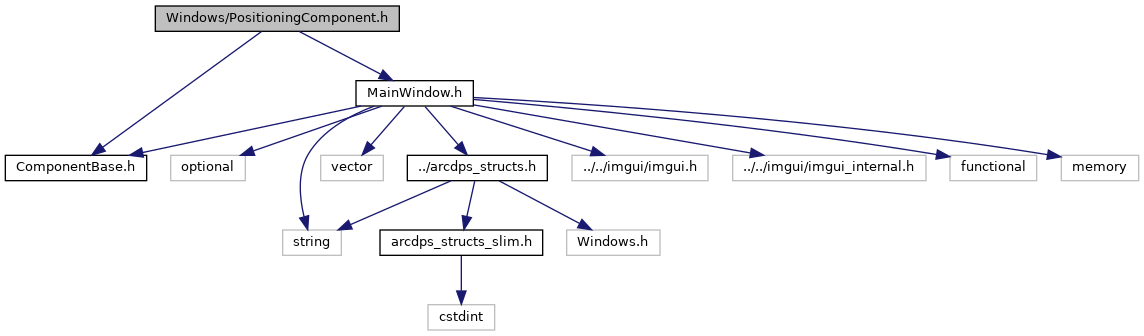 Windows/PositioningComponent.h
MainWindow.h
ComponentBase.h
optional
vector
../arcdps_structs.h
../../imgui/imgui.h
../../imgui/imgui_internal.h
functional
memory
string
arcdps_structs_slim.h
Windows.h
cstdint